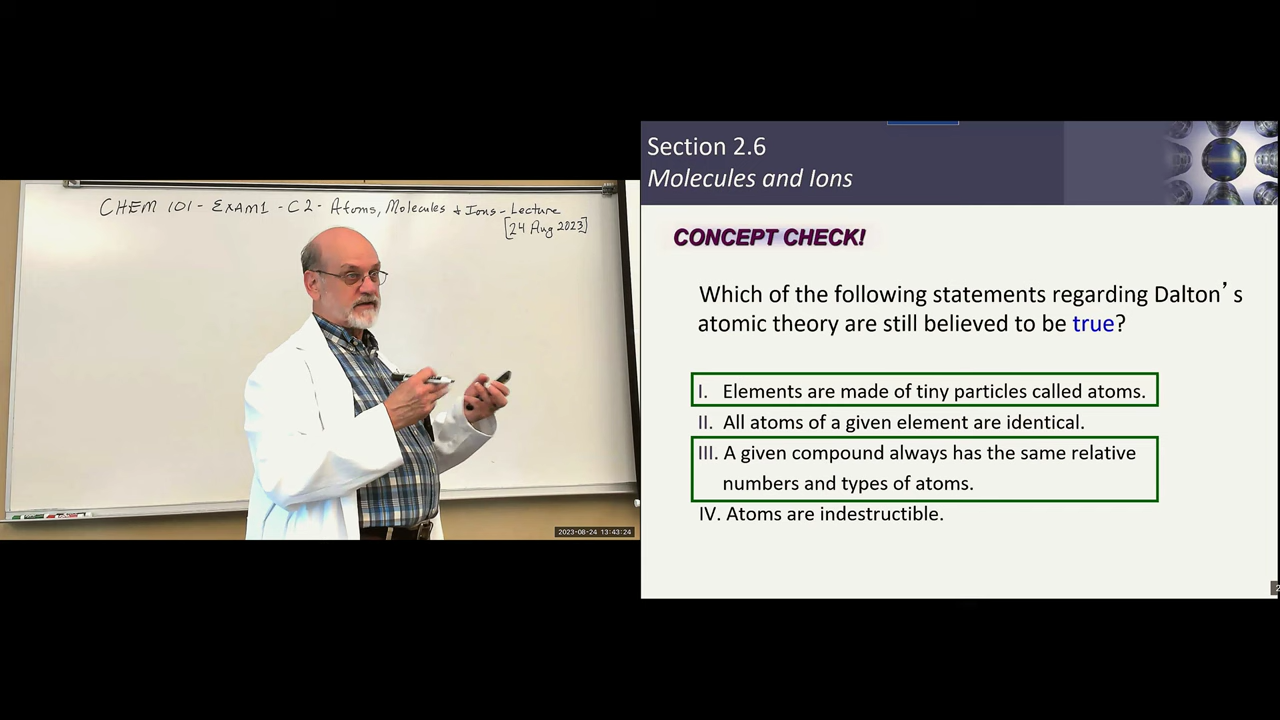 CHEM 101 - EXAM1 - C2 - Atoms, Molecules & Ions - Lecture
[24 Aug 2023]
2023-08-24 13:43:24
Section 2.6
Molecules and Ions
CONCEPT CHECK!
Which of the following statements regarding Dalton’s
atomic theory are still believed to be true?
I. Elements are made of tiny particles called atoms.
II. All atoms of a given element are identical.
III. A given compound always has the same relative
numbers and types of atoms.
IV. Atoms are indestructible.